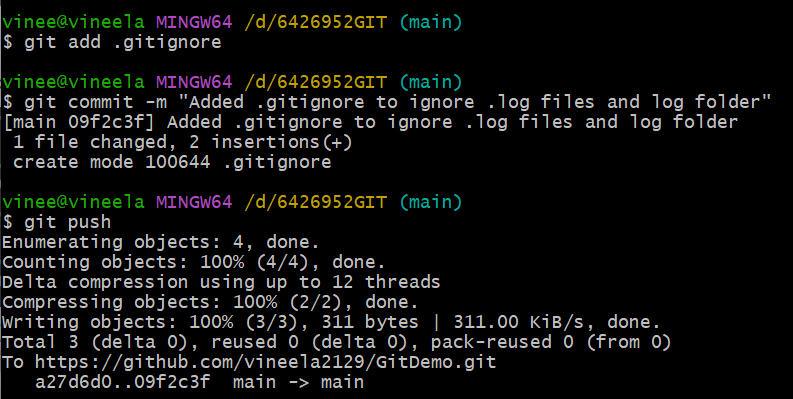 vinee@vineela MINGW64 /d/6426952GIT (main)
$ git add .gitignore
vinee@vineela MINGW64 /d/6426952GIT (main)
$ git commit -m "Added .gitignore to ignore .log files and log folder"
[main 09f2c3f] Added .gitignore to ignore .log files and log folder
 1 file changed, 2 insertions(+)
 create mode 100644 .gitignore
vinee@vineela MINGW64 /d/6426952GIT (main)
$ git push
Enumerating objects: 4, done.
Counting objects: 100% (4/4), done.
Delta compression using up to 12 threads
Compressing objects: 100% (2/2), done.
Writing objects: 100% (3/3), 311 bytes | 311.00 KiB/s, done.
Total 3 (delta 0), reused 0 (delta 0), pack-reused 0 (from 0)
To https://github.com/vineela2129/GitDemo.git
   a27d6d0..09f2c3f  main -> main